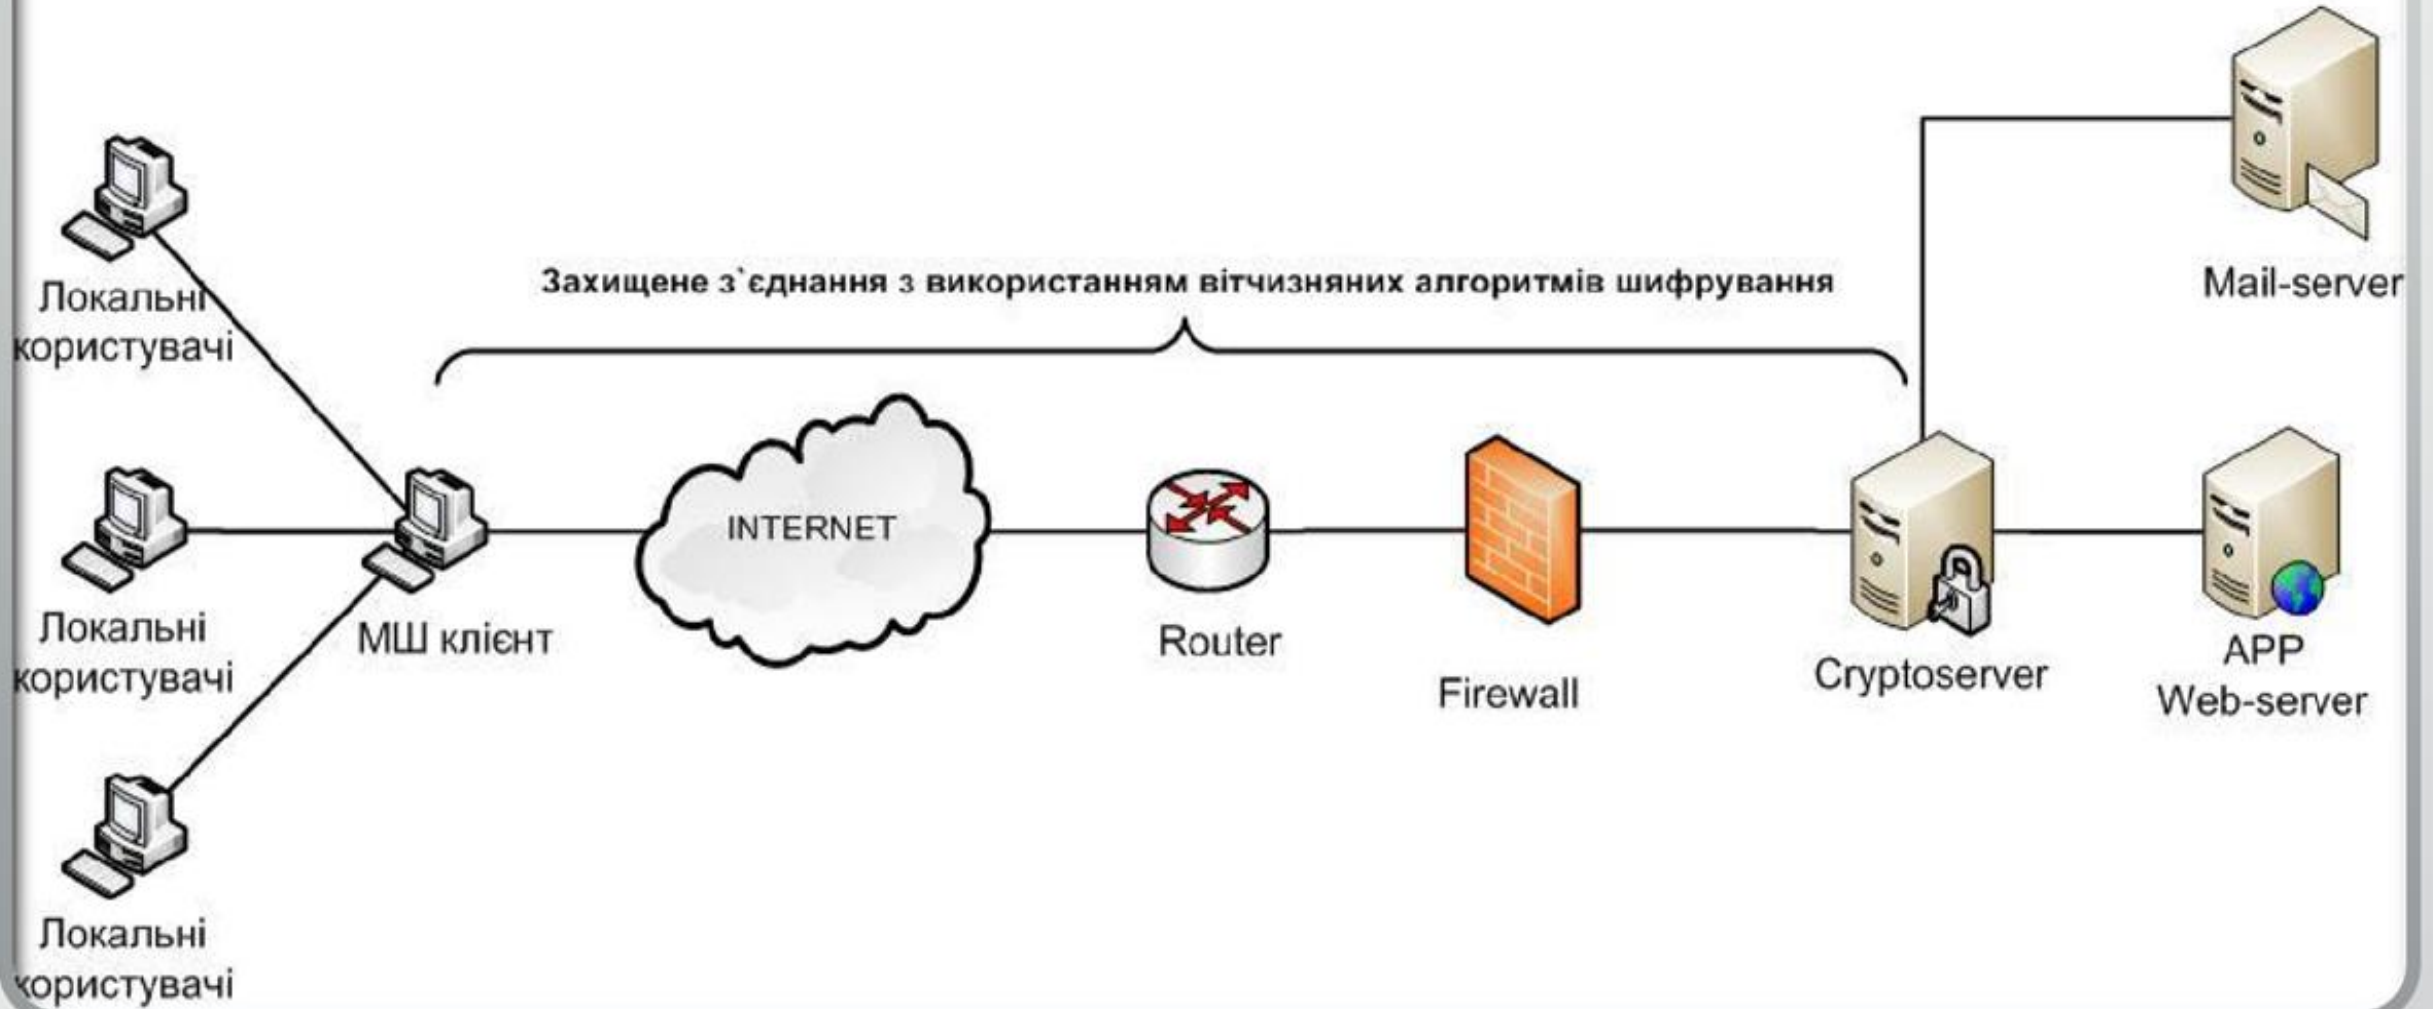 Mail-server
Захищене з`єднання з використанням вітчизняних алгоритмів шифрування
Локальні
користувачі
INTERNET
Локальні
користувачі
МШ клієнт
Router
Firewall
Cryptoserver
APP
Web-server
Локальні
користувачі